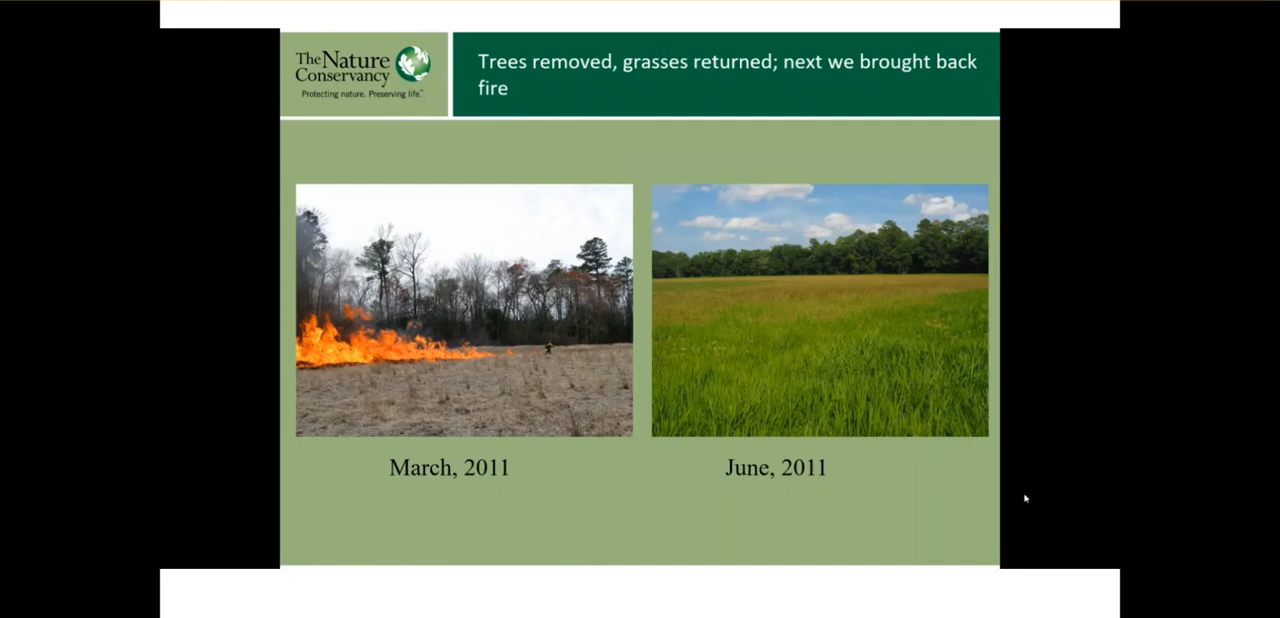 The Nature
Conservancy
Protecting nature. Preserving life.™
Trees removed, grasses returned; next we brought back
fire
March, 2011
June, 2011